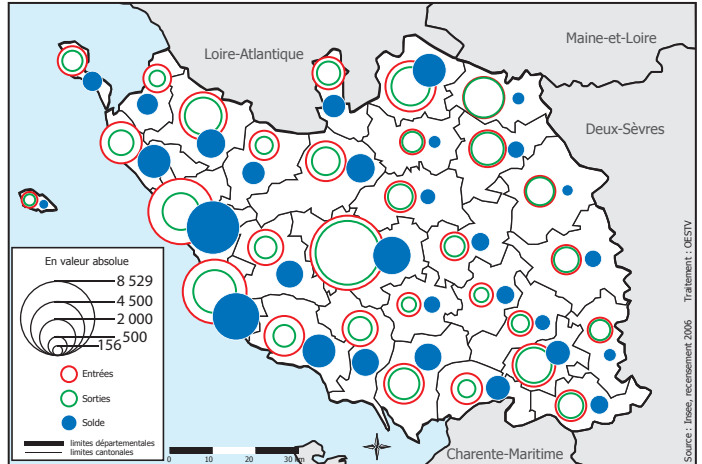 Maine-et-Loire
Loire-Atlantique
Deux-Sèvres
En valeur absolue
8 529
4 500
2 000
500
156
Entrées
Sorties
Solde
limites départementales
limites cantonales
0 10 20 30 km
Charente-Maritime
Source : Insee, recensement 2006 Traitement : OESTV